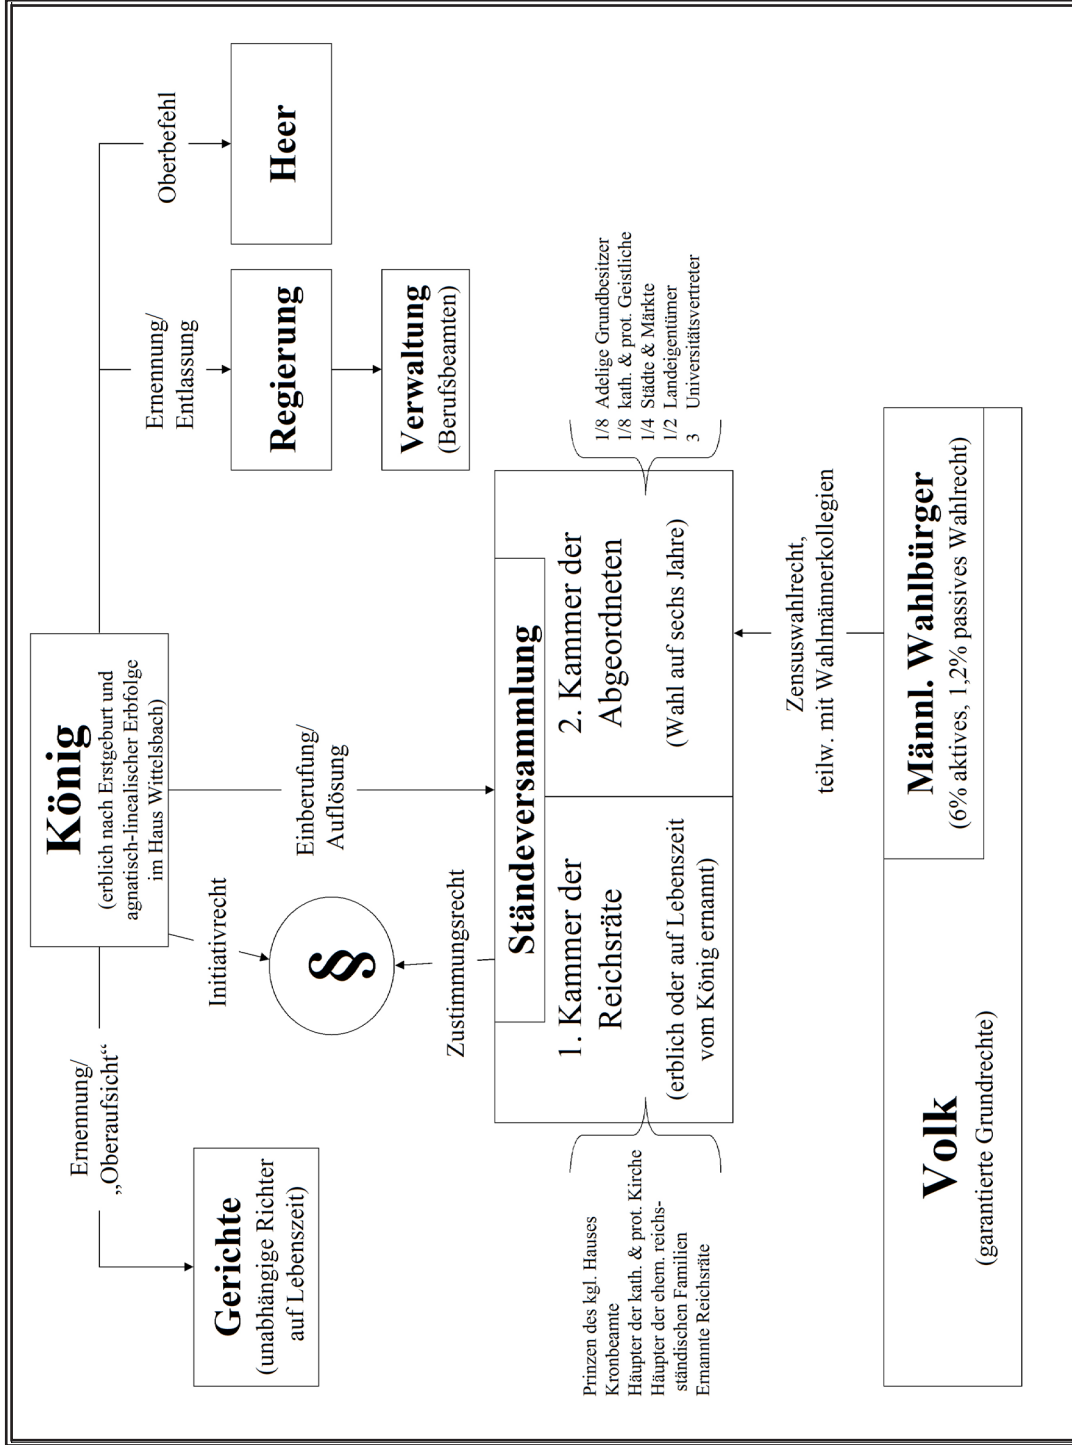 König
(erblich nach Erstgeburt und
agnatisch-linealischer Erbfolge
im Haus Wittelsbach)
Ernennung/
„Oberaufsicht“
Initiativrecht
Einberufung/
Auflösung
Ernennung/
Entlassung
Oberbefehl
Gerichte
(unabhängige Richter
auf Lebenszeit)
§
Regierung
Heer
Verwaltung
(Berufsbeamten)
Zustimmungsrecht
Ständeversammlung
1. Kammer der
Reichsräte
(erblich oder auf Lebenszeit
vom König ernannt)
2. Kammer der
Abgeordneten
(Wahl auf sechs Jahre)
Prinzen des kgl. Hauses
Kronbeamte
Häupter der kath. & prot. Kirche
Häupter der ehem. reichs-
ständischen Familien
Ernannte Reichsräte
1/8 Adelige Grundbesitzer
1/8 kath. & prot. Geistliche
1/4 Städte & Märkte
1/2 Landeigentümer
3 Universitätsvertreter
Zensuswahlrecht,
teilw. mit Wahlmännerkollegien
Volk
(garantierte Grundrechte)
Männl. Wahlbürger
(6% aktives, 1,2% passives Wahlrecht)